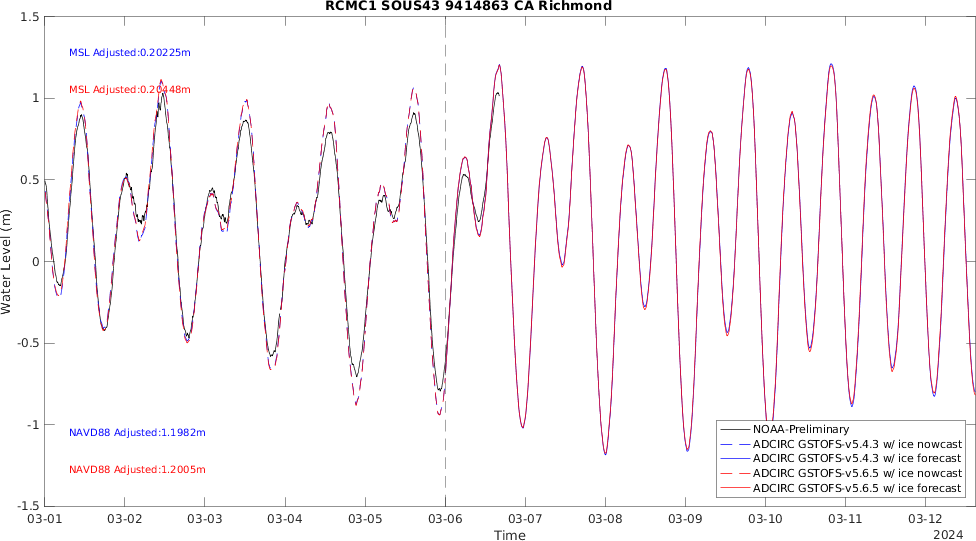 RCMC1 SOUS43 9414863 CA Richmond
1.5
MSL Adjusted:0.20225m
MSL Adjusted:0.20448m
1
0.5
0
-0.5
-1
-1.5
Water Level (m)
NAVD88 Adjusted:1.1982m
NAVD88 Adjusted:1.2005m
NOAA-Preliminary
ADCIRC GSTOFS-v5.4.3 w/ ice nowcast
ADCIRC GSTOFS-v5.4.3 w/ ice forecast
ADCIRC GSTOFS-v5.6.5 w/ ice nowcast
ADCIRC GSTOFS-v5.6.5 w/ ice forecast
03-01 03-02 03-03 03-04 03-05 03-06 03-07 03-08 03-09 03-10 03-11 03-12
Time
2024